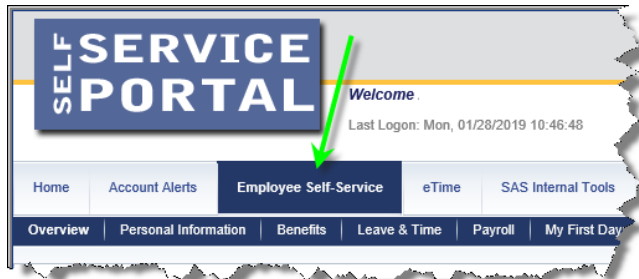 SELF SERVICE
PORTAL
Welcome.
Last Logon: Mon, 01/28/2019 10:46:48
Home Account Alerts Employee Self-Service eTime SAS Internal Tools
Overview Personal Information Benefits Leave & Time Payroll My First Day